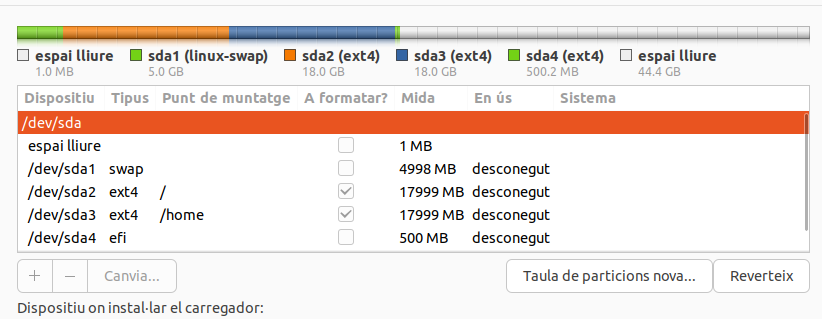 espai lliure sda1 (linux-swap) sda2 (ext4) sda3 (ext4) sda4 (ext4) espai lliure
1.0 MB 5.0 GB 18.0 GB 18.0 GB 500.2 MB 44.4 GB
Dispositiu Tipus Punt de muntatge A formatar? Mida En ús Sistema
/dev/sda
espai lliure 1 MB
/dev/sda1 swap 4998 MB desconegut
/dev/sda2 ext4 / 17999 MB desconegut
/dev/sda3 ext4 /home 17999 MB desconegut
/dev/sda4 efi 500 MB desconegut
+ − Canvia... Taula de particions nova... Reverteix
Dispositiu on instal·lar el carregador: